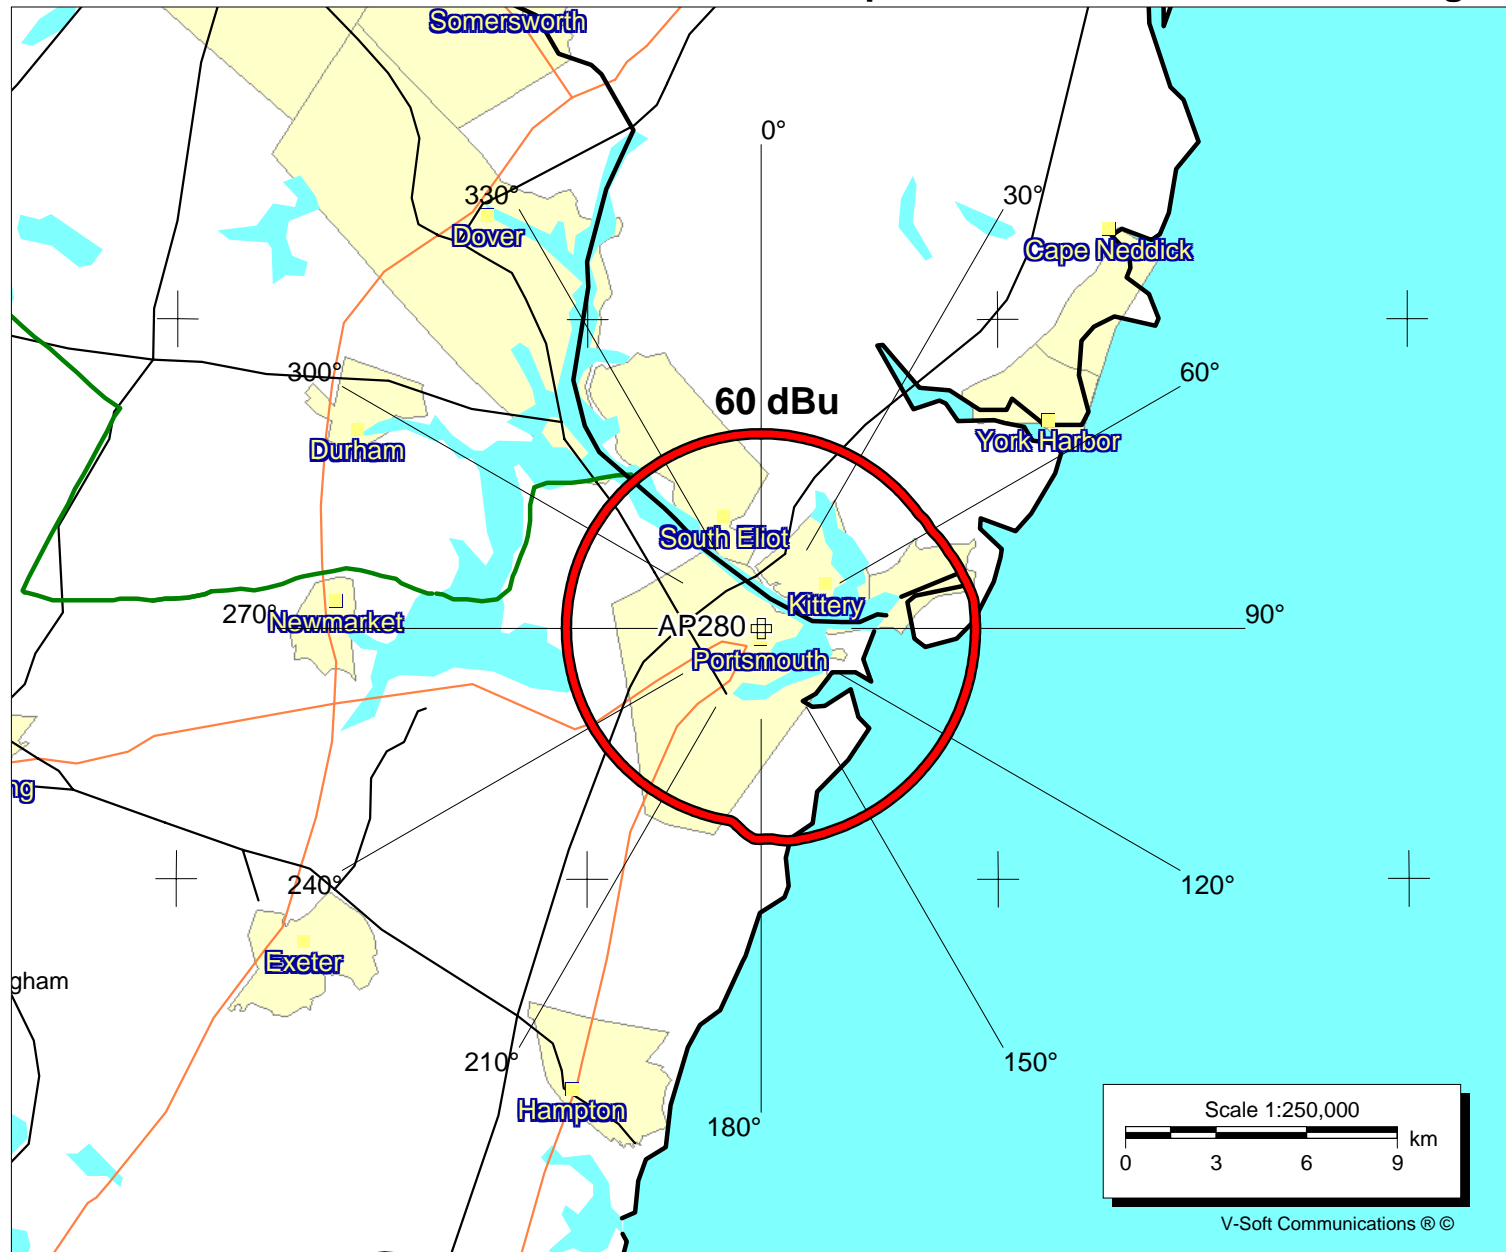 Somersworth
0°
330°
30°
Dover
Cape Neddick
300°
60°
60 dBu
Durham
York Harbor
South Eliot
Kittery
270°
Newmarket
AP280
90°
Portsmouth
ng
240°
120°
Exeter
gham
210°
150°
Hampton
180°
Scale 1:250,000
km
0 3 6 9
V-Soft Communications ® ©